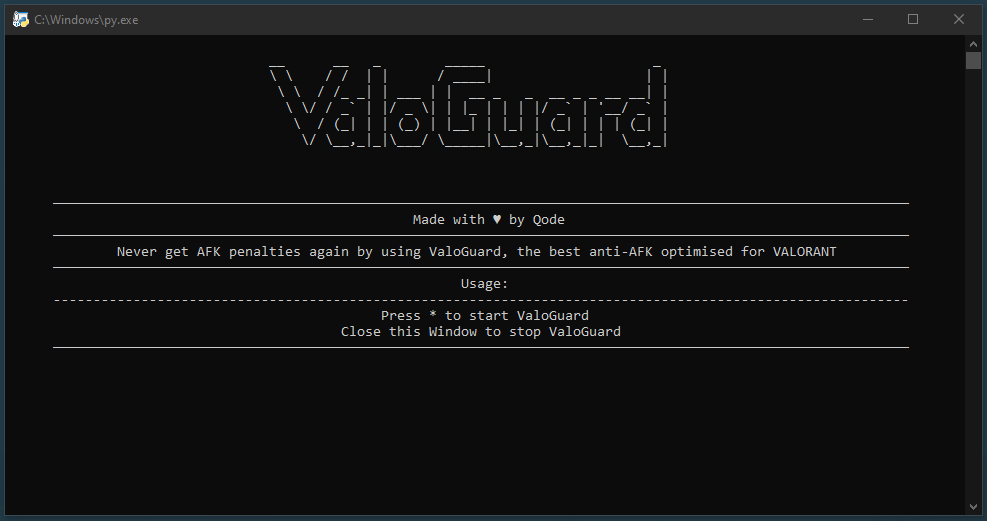 C:\Windows\py.exe
ValoGuard
Made with ♥ by Qode
Never get AFK penalties again by using ValoGuard, the best anti-AFK optimised for VALORANT
Usage:
Press * to start ValoGuard
Close this Window to stop ValoGuard